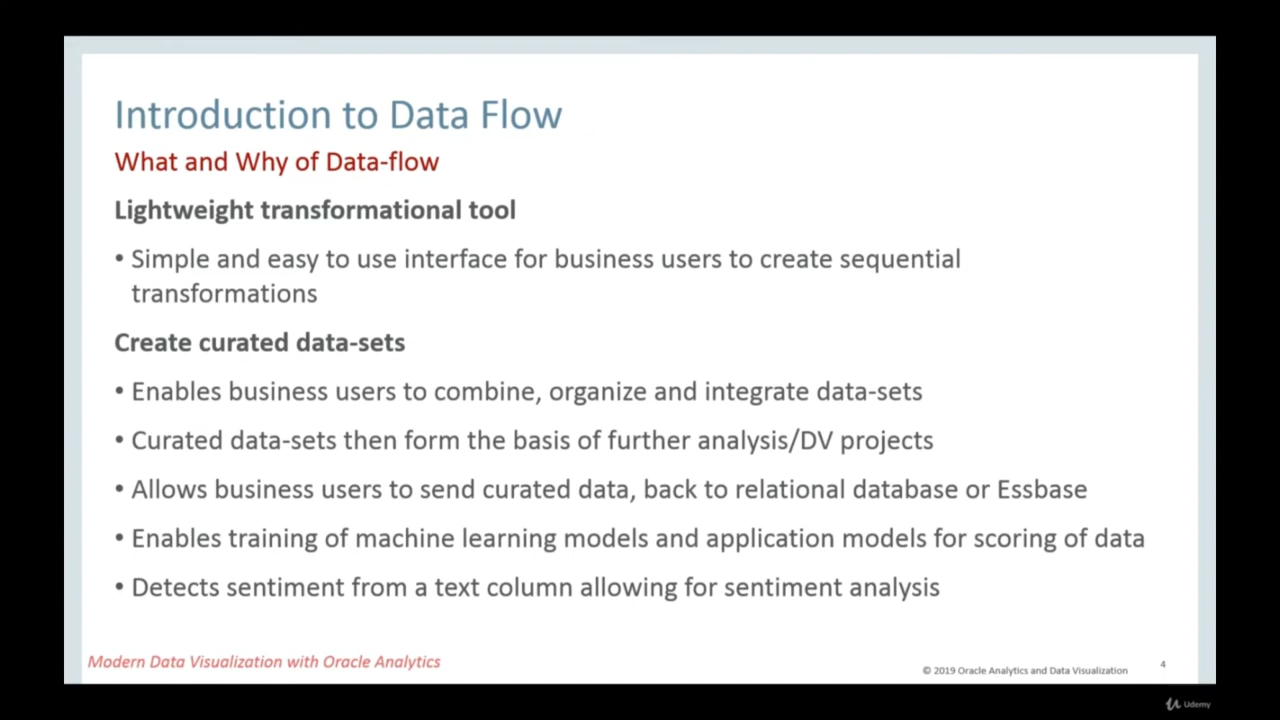 Introduction to Data Flow
What and Why of Data-flow
Lightweight transformational tool
• Simple and easy to use interface for business users to create sequential
transformations
Create curated data-sets
• Enables business users to combine, organize and integrate data-sets
• Curated data-sets then form the basis of further analysis/DV projects
• Allows business users to send curated data, back to relational database or Essbase
• Enables training of machine learning models and application models for scoring of data
• Detects sentiment from a text column allowing for sentiment analysis
Modern Data Visualization with Oracle Analytics
© 2019 Oracle Analytics and Data Visualization
4
Udemy